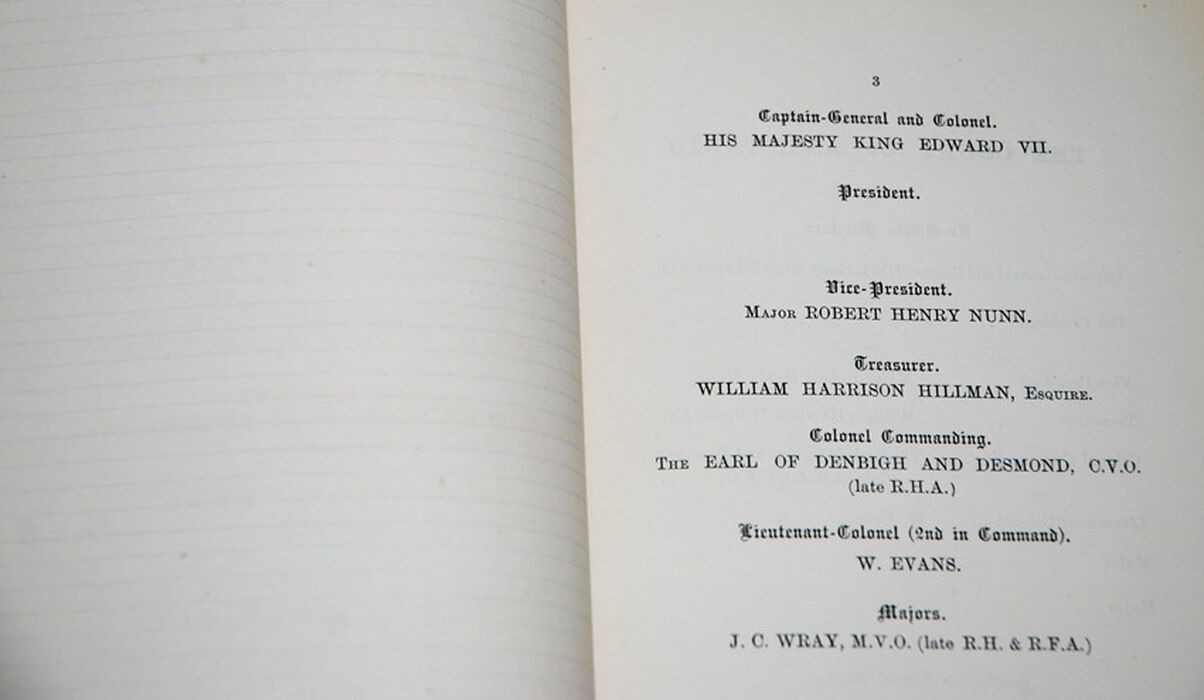 3
Captain-General and Colonel.
HIS MAJESTY KING EDWARD VII.
President.
Vice-President.
Major ROBERT HENRY NUNN.
Treasurer.
WILLIAM HARRISON HILLMAN, Esquire.
Colonel Commanding.
The EARL OF DENBIGH AND DESMOND, C.V.O.
(late R.H.A.)
Lieutenant-Colonel (2nd in Command).
W. EVANS.
Majors.
J. C. WRAY, M.V.O. (late R.H. & R.F.A.)